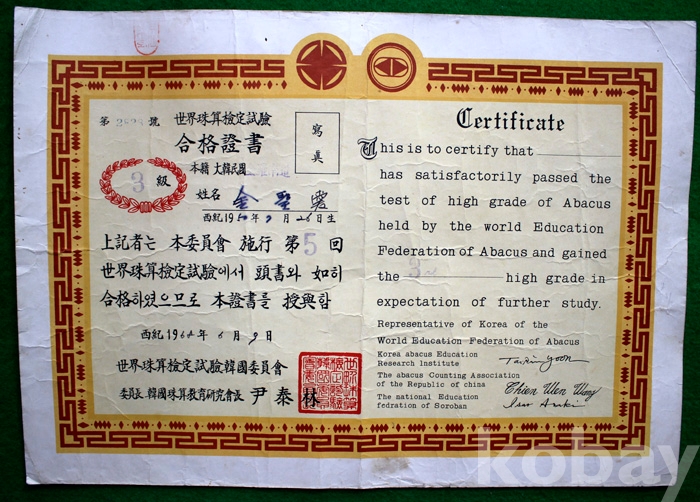 第 2823 號 世界珠算檢定試驗
合格證書
寫眞
本籍 大韓民國
3 級
姓名 金聖
月 26 日生
上記者는 本委員會 施行 第 5 回
世界珠算檢定試驗에서 頭書와 如히
合格하였으므로 本證書를 授與함
西紀 196 年 6 月 9 日
世界珠算檢定試驗韓國委員會
委員長·韓國珠算敎育硏究會長 尹泰林
Certificate
This is to certify that
has satisfactorily passed the
test of high grade of Abacus
held by the world Education
Federation of Abacus and gained
the 3 high grade in
expectation of further study.
Representative of Korea of the
World Education Federation of Abacus
Korea abacus Education
Research Institute
The abacus Counting Association
of the Republic of china
Chien Wen Wang
The national Education
fedration of Soroban
kobay